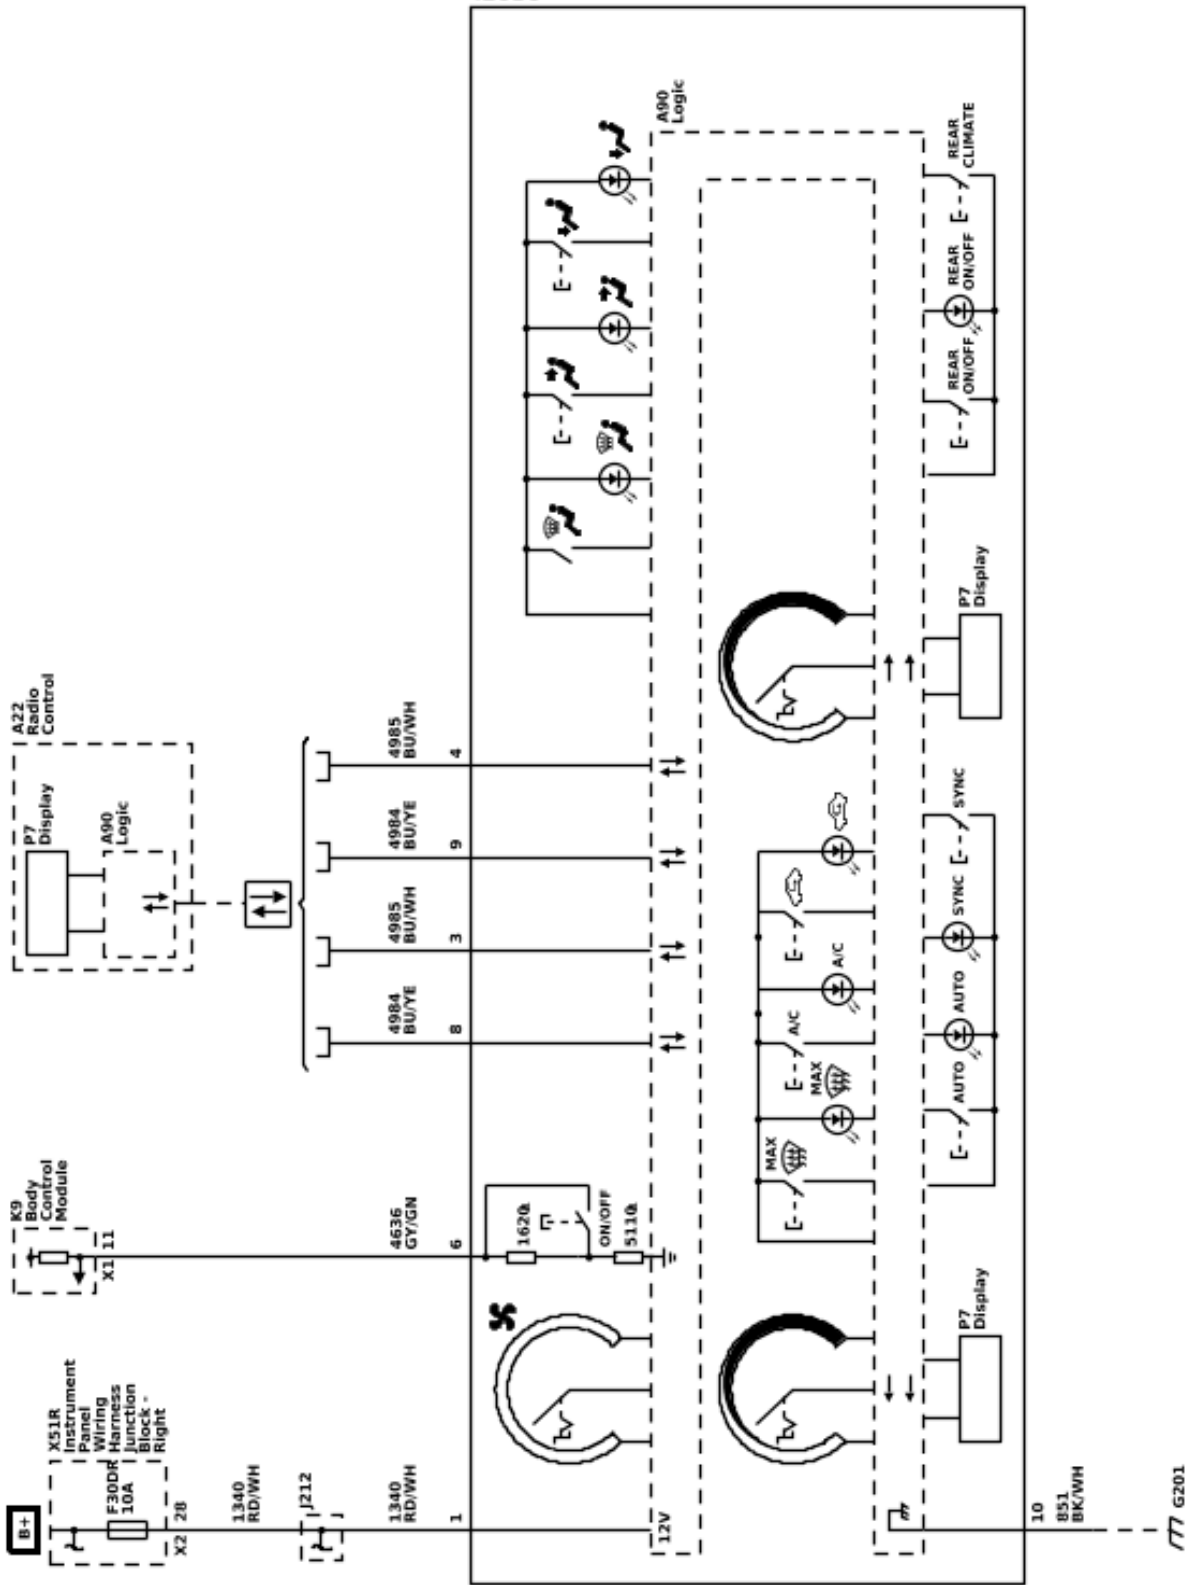 B+
X51R
Instrument
Panel
Wiring
Harness
Junction
Block -
Right
F30DR
10A
X2
28
1340
RD/WH
J212
1340
RD/WH
1
12V
K9
Body
Control
Module
X1
11
4636
GY/GN
6
1620
ON/OFF
5110
A22
Radio
Control
P7
Display
A90
Logic
4984
BU/YE
8
4985
BU/WH
3
4984
BU/YE
9
4985
BU/WH
4
A90
Logic
MAX
MAX
A/C
A/C
P7
Display
AUTO
AUTO
SYNC
SYNC
P7
Display
REAR
ON/OFF
REAR
ON/OFF
REAR
CLIMATE
10
851
BK/WH
G201